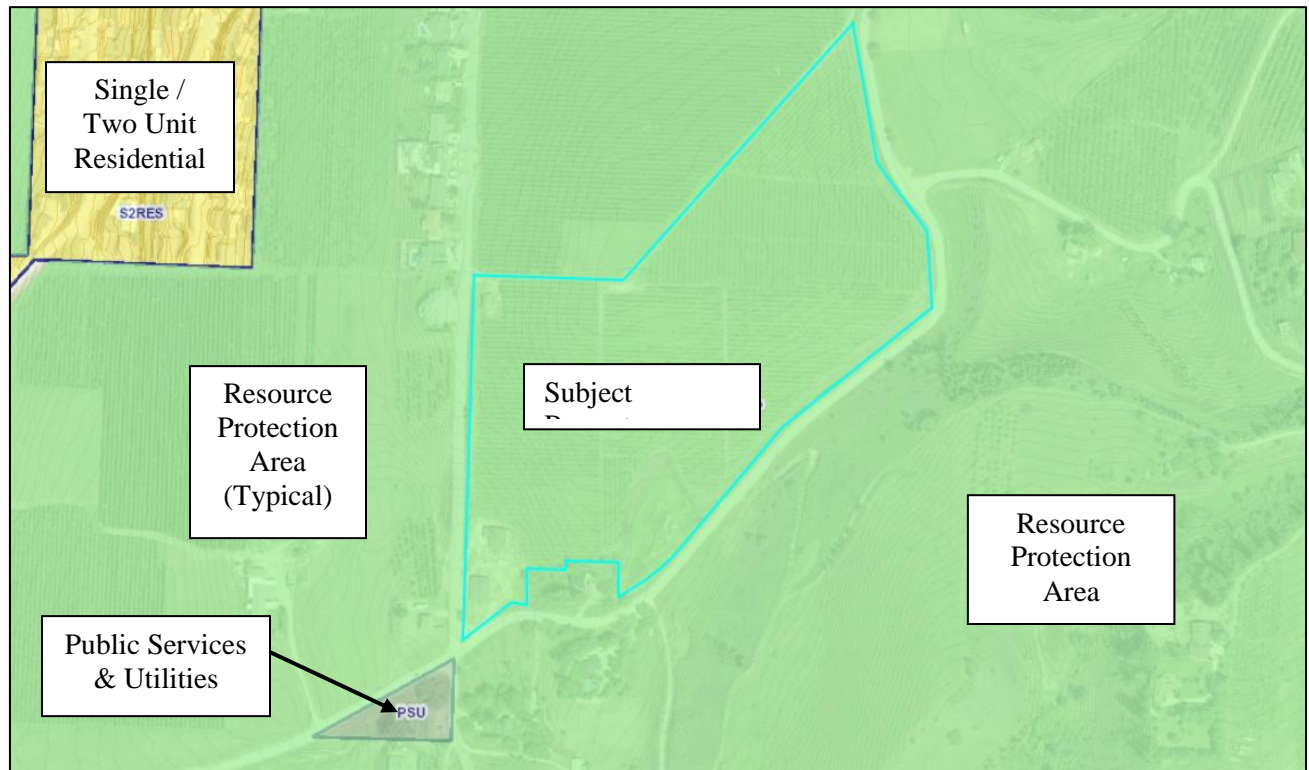 Single /
Two Unit
Residential
S2RES
Subject
Resource
Protection
Area
(Typical)
Resource
Protection
Area
Public Services
& Utilities
PSU